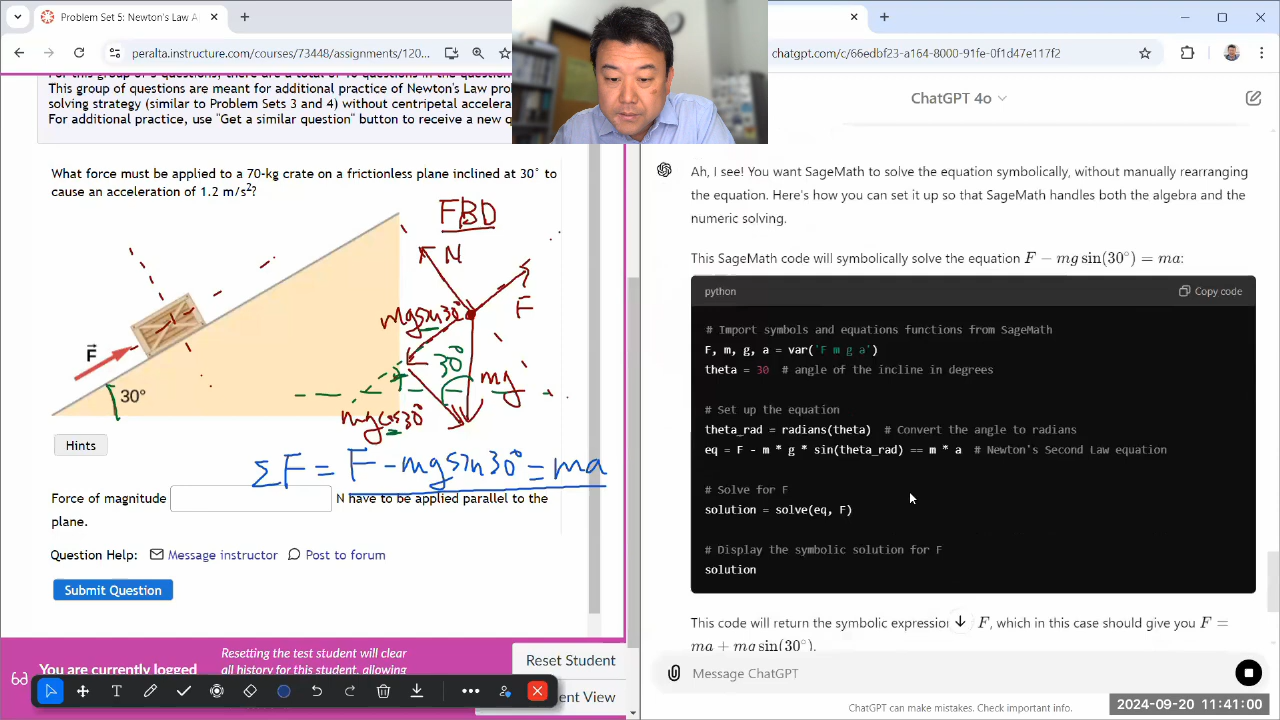 Problem Set 5: Newton's Law A
peralta.instructure.com/courses/73448/assignments/120...
chatgpt.com/c/66edbf23-a164-8000-91fe-0f1d47e117f2
This group of questions are meant for additional practice of Newton's Law pro
solving strategy (similar to Problem Sets 3 and 4) without centripetal accelera
For additional practice, use "Get a similar question" button to receive a new q
What force must be applied to a 70-kg crate on a frictionless plane inclined at 30° to
cause an acceleration of 1.2 m/s²?
FBD
N
F
mgsin30°
30°
mg
mgcos30°
F
30°
Hints
ΣF = F - mgsin30° = ma
Force of magnitude
N have to be applied parallel to the
plane.
Question Help:
Message instructor
Post to forum
Submit Question
You are currently logged
Resetting the test student will clear
all history for this student, allowing
Reset Student
ent View
ChatGPT 4o
Ah, I see! You want SageMath to solve the equation symbolically, without manually rearranging
the equation. Here's how you can set it up so that SageMath handles both the algebra and the
numeric solving.
This SageMath code will symbolically solve the equation F − mg sin(30°) = ma:
python
Copy code
# Import symbols and equations functions from SageMath
F, m, g, a = var('F m g a')
theta = 30 # angle of the incline in degrees
# Set up the equation
theta_rad = radians(theta) # Convert the angle to radians
eq = F - m * g * sin(theta_rad) == m * a # Newton's Second Law equation
# Solve for F
solution = solve(eq, F)
# Display the symbolic solution for F
solution
This code will return the symbolic expression F, which in this case should give you F =
ma + mg sin(30°).
Message ChatGPT
ChatGPT can make mistakes. Check important info.
2024-09-20 11:41:00